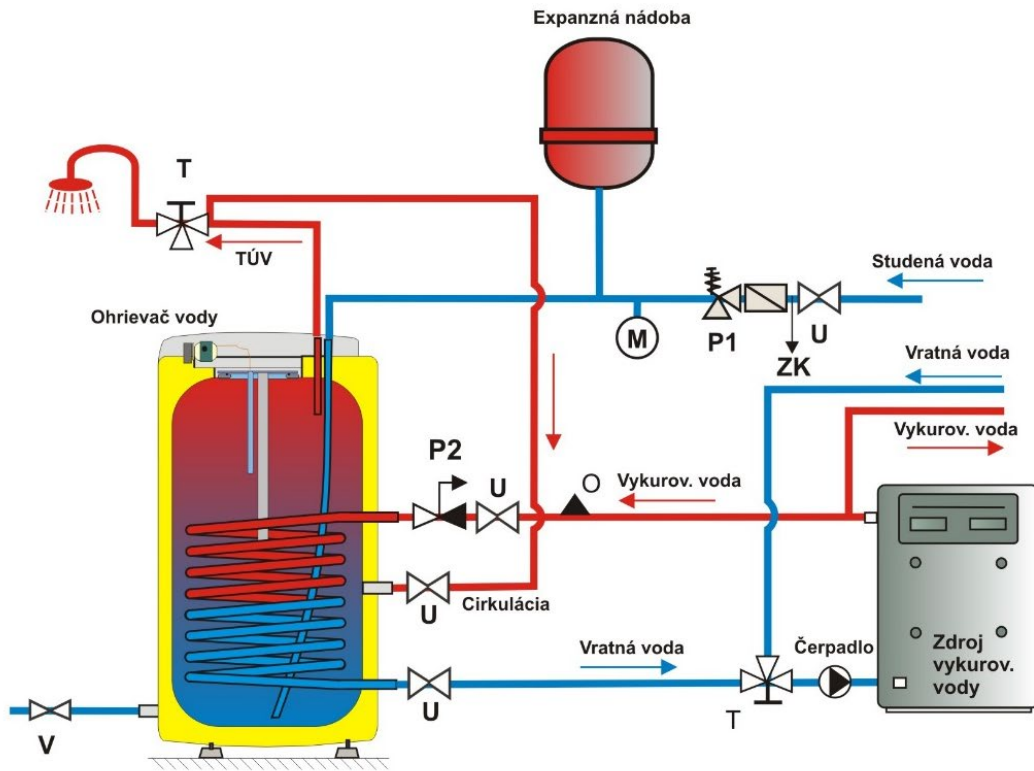 Expanzná nádoba
T
TÚV
Studená voda
Ohrievač vody
M
P1
ZK
U
Vratná voda
Vykurov. voda
P2
U
O
Vykurov. voda
U
Cirkulácia
Vratná voda
Čerpadlo
Zdroj
vykurov.
vody
U
T
V